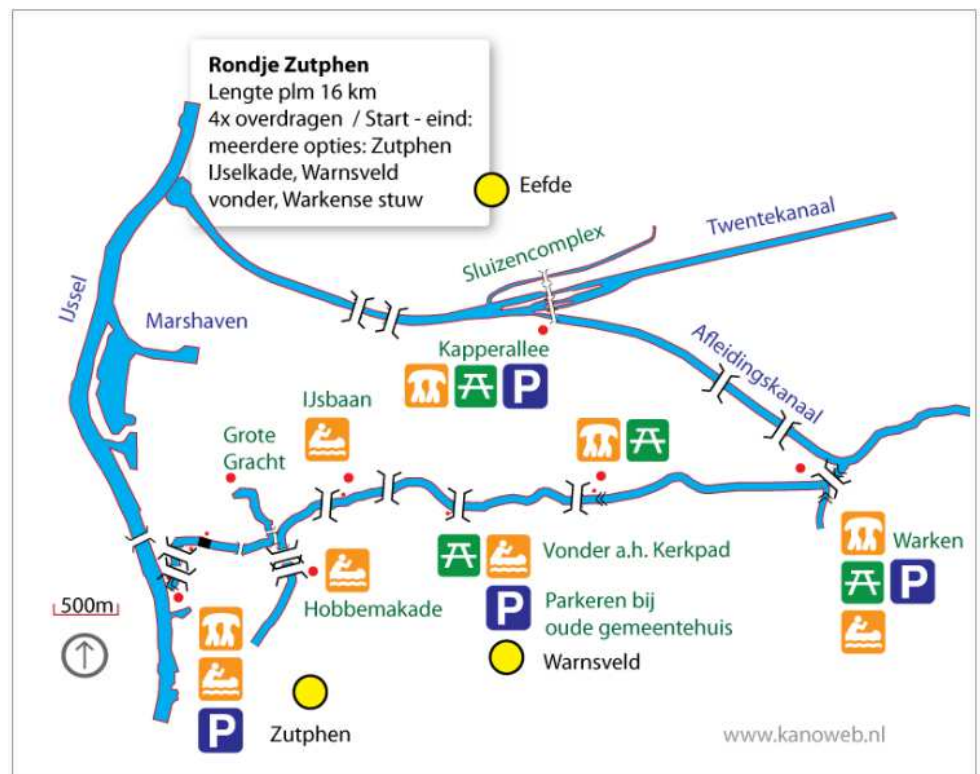 Rondje Zutphen
Lengte plm 16 km
4x overdragen / Start - eind:
meerdere opties: Zutphen
IJselkade, Warnsveld
vonder, Warkense stuw
Eefde
Twentekanaal
Sluizencomplex
IJssel
Marshaven
Kapperallee
P
Afleidingskanaal
IJsbaan
Grote
Gracht
Warken
P
Vonder a.h. Kerkpad
P
Parkeren bij
oude gemeentehuis
Hobbemakade
500m
Warnsveld
P
Zutphen
www.kanoweb.nl